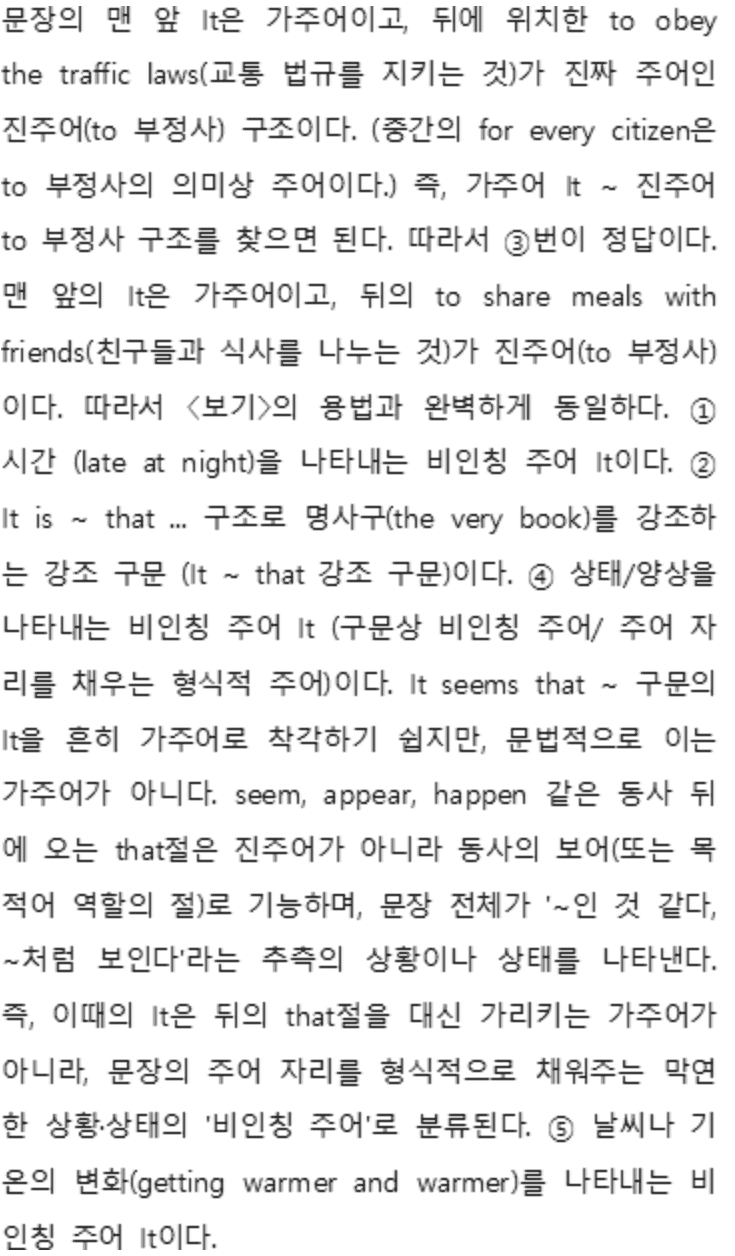 문장의 맨 앞 It은 가주어이고, 뒤에 위치한 to obey
the traffic laws(교통 법규를 지키는 것)가 진짜 주어인
진주어(to 부정사) 구조이다. (중간의 for every citizen은
to 부정사의 의미상 주어이다.) 즉, 가주어 It ~ 진주어
to 부정사 구조를 찾으면 된다. 따라서 ③번이 정답이다.
맨 앞의 It은 가주어이고, 뒤의 to share meals with
friends(친구들과 식사를 나누는 것)가 진주어(to 부정사)
이다. 따라서 〈보기〉의 용법과 완벽하게 동일하다. ①
시간 (late at night)을 나타내는 비인칭 주어 It이다. ②
It is ~ that ... 구조로 명사구(the very book)를 강조하
는 강조 구문 (It ~ that 강조 구문)이다. ④ 상태/양상을
나타내는 비인칭 주어 It (구문상 비인칭 주어/ 주어 자
리를 채우는 형식적 주어)이다. It seems that ~ 구문의
It을 흔히 가주어로 착각하기 쉽지만, 문법적으로 이는
가주어가 아니다. seem, appear, happen 같은 동사 뒤
에 오는 that절은 진주어가 아니라 동사의 보어(또는 목
적어 역할의 절)로 기능하며, 문장 전체가 '~인 것 같다,
~처럼 보인다'라는 추측의 상황이나 상태를 나타낸다.
즉, 이때의 It은 뒤의 that절을 대신 가리키는 가주어가
아니라, 문장의 주어 자리를 형식적으로 채워주는 막연
한 상황·상태의 '비인칭 주어'로 분류된다. ⑤ 날씨나 기
온의 변화(getting warmer and warmer)를 나타내는 비
인칭 주어 It이다.